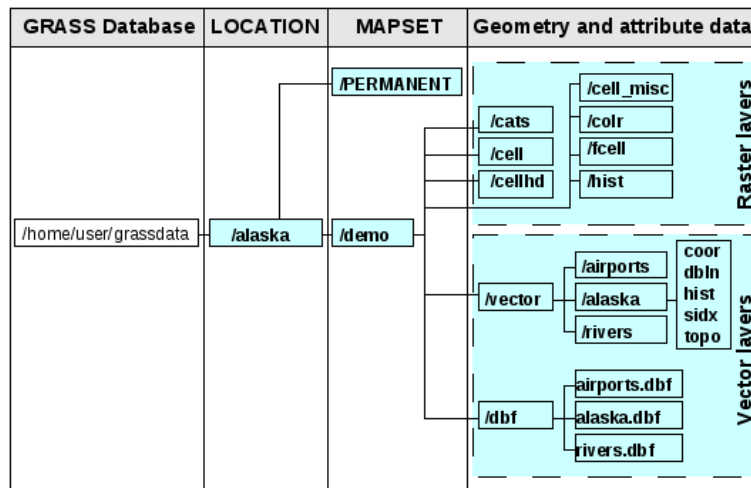 GRASS Database LOCATION MAPSET Geometry and attribute data
/PERMANENT
/cell_misc
/cats
/colr
/cell
/fcell
/cellhd
/hist
Raster layers
/home/user/grassdata
/alaska
/demo
/vector
/airports
/alaska
/rivers
coor
dbln
hist
sidx
topo
/dbf
airports.dbf
alaska.dbf
rivers.dbf
Vector layers